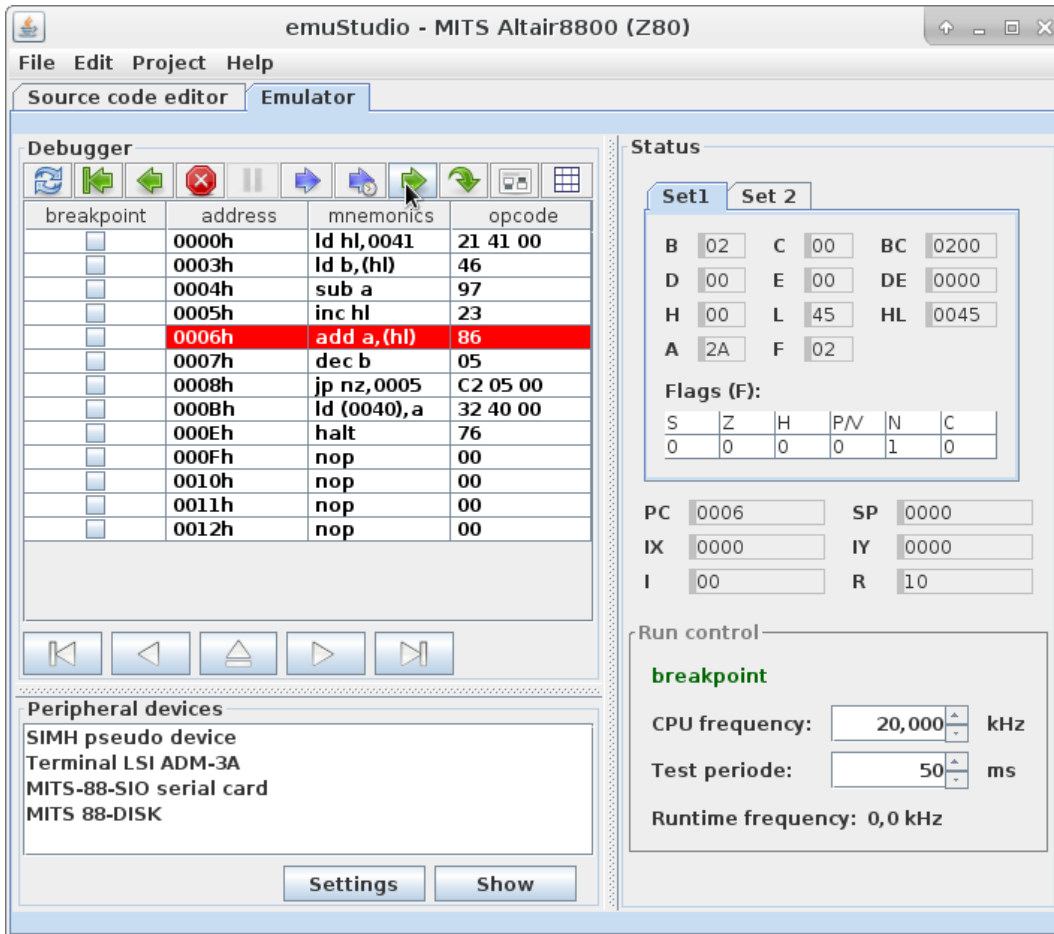 emuStudio - MITS Altair8800 (Z80)
File Edit Project Help
Source code editor Emulator
Debugger
breakpoint address mnemonics opcode
0000h ld hl,0041 21 41 00
0003h ld b,(hl) 46
0004h sub a 97
0005h inc hl 23
0006h add a,(hl) 86
0007h dec b 05
0008h jp nz,0005 C2 05 00
000Bh ld (0040),a 32 40 00
000Eh halt 76
000Fh nop 00
0010h nop 00
0011h nop 00
0012h nop 00
Peripheral devices
SIMH pseudo device
Terminal LSI ADM-3A
MITS-88-SIO serial card
MITS 88-DISK
Settings Show
Status
Set1 Set 2
B 02 C 00 BC 0200
D 00 E 00 DE 0000
H 00 L 45 HL 0045
A 2A F 02
Flags (F):
S Z H P/V N C
0 0 0 0 1 0
PC 0006 SP 0000
IX 0000 IY 0000
I 00 R 10
Run control
breakpoint
CPU frequency: 20,000 kHz
Test periode: 50 ms
Runtime frequency: 0,0 kHz